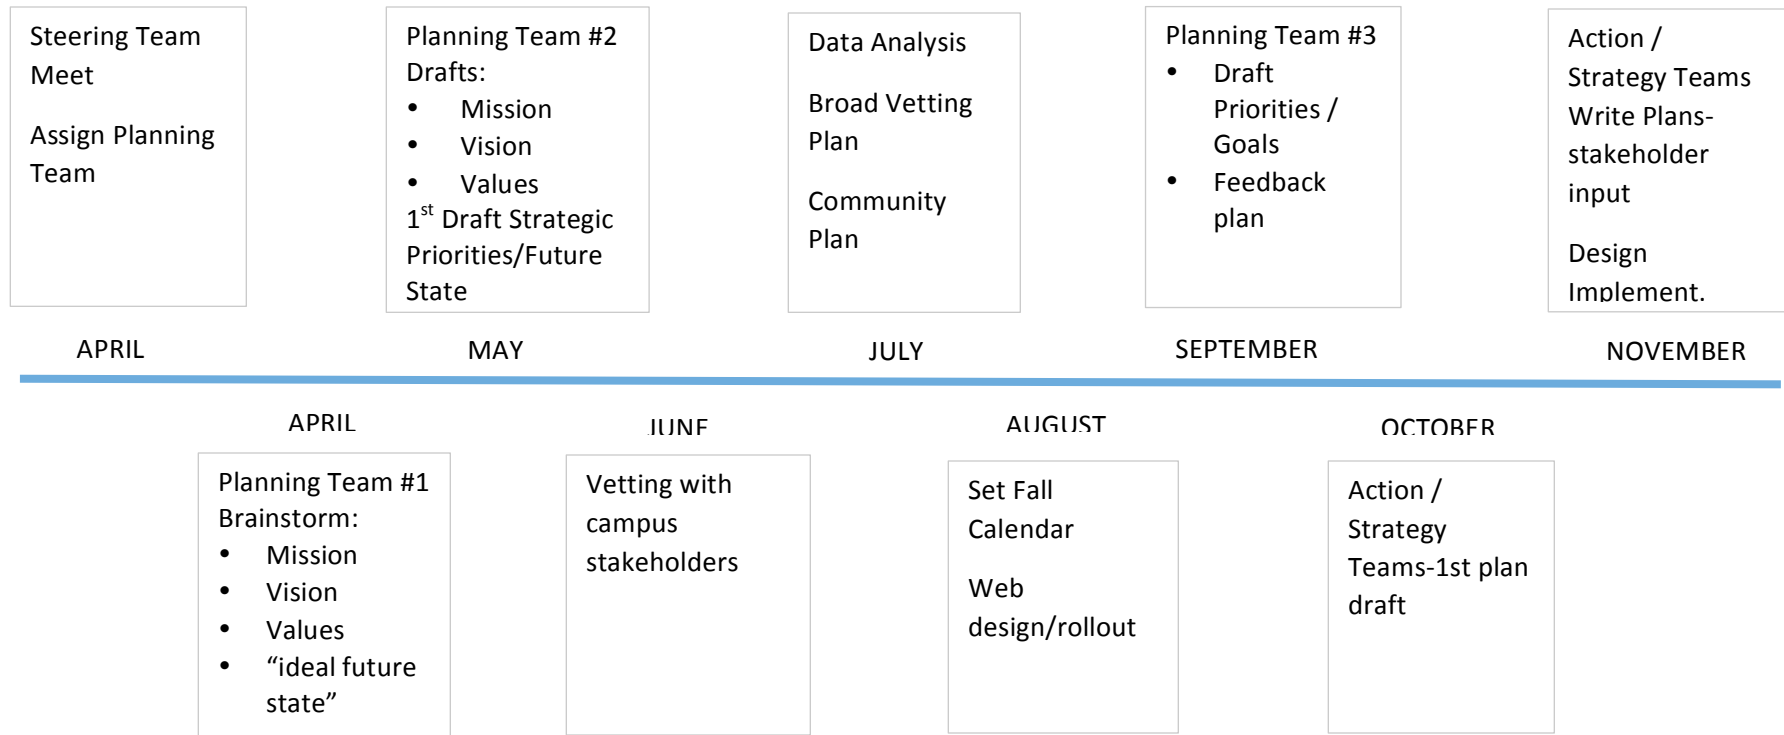 Steering Team
Meet
Assign Planning
Team
Planning Team #2
Drafts:
• Mission
• Vision
• Values
1st Draft Strategic
Priorities/Future
State
Data Analysis
Broad Vetting
Plan
Community
Plan
Planning Team #3
• Draft
Priorities /
Goals
• Feedback
plan
Action /
Strategy Teams
Write Plans-
stakeholder
input
Design
Implement.
APRIL
MAY
JULY
SEPTEMBER
NOVEMBER
APRIL
JUNE
AUGUST
OCTOBER
Planning Team #1
Brainstorm:
• Mission
• Vision
• Values
• “ideal future
state”
Vetting with
campus
stakeholders
Set Fall
Calendar
Web
design/rollout
Action /
Strategy
Teams-1st plan
draft